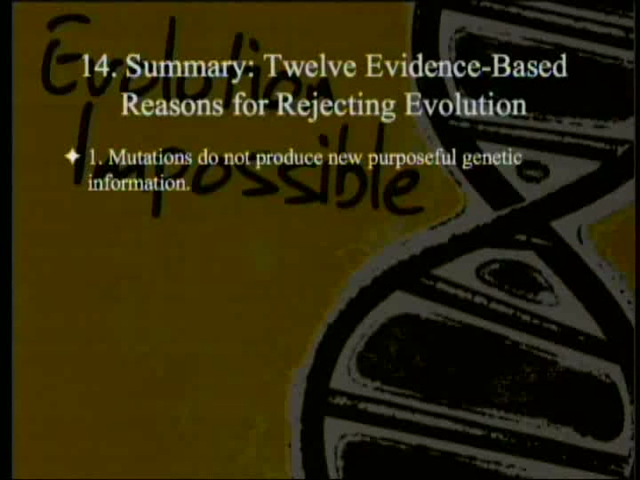 Evolution
Impossible
14. Summary: Twelve Evidence-Based
Reasons for Rejecting Evolution
1. Mutations do not produce new purposeful genetic
information.